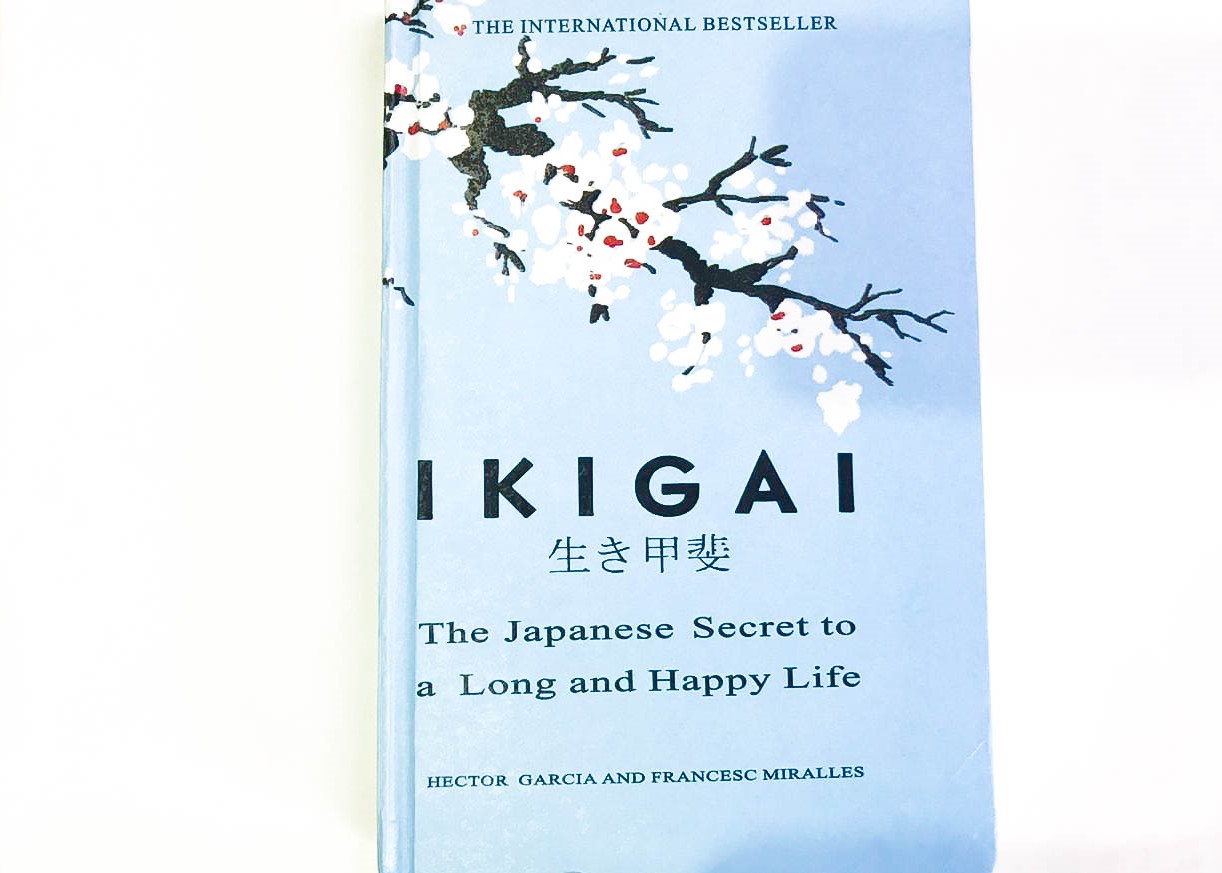 THE INTERNATIONAL BESTSELLER
IKIGAI
生き甲斐
The Japanese Secret to
a Long and Happy Life
HECTOR GARCIA AND FRANCESC MIRALLES